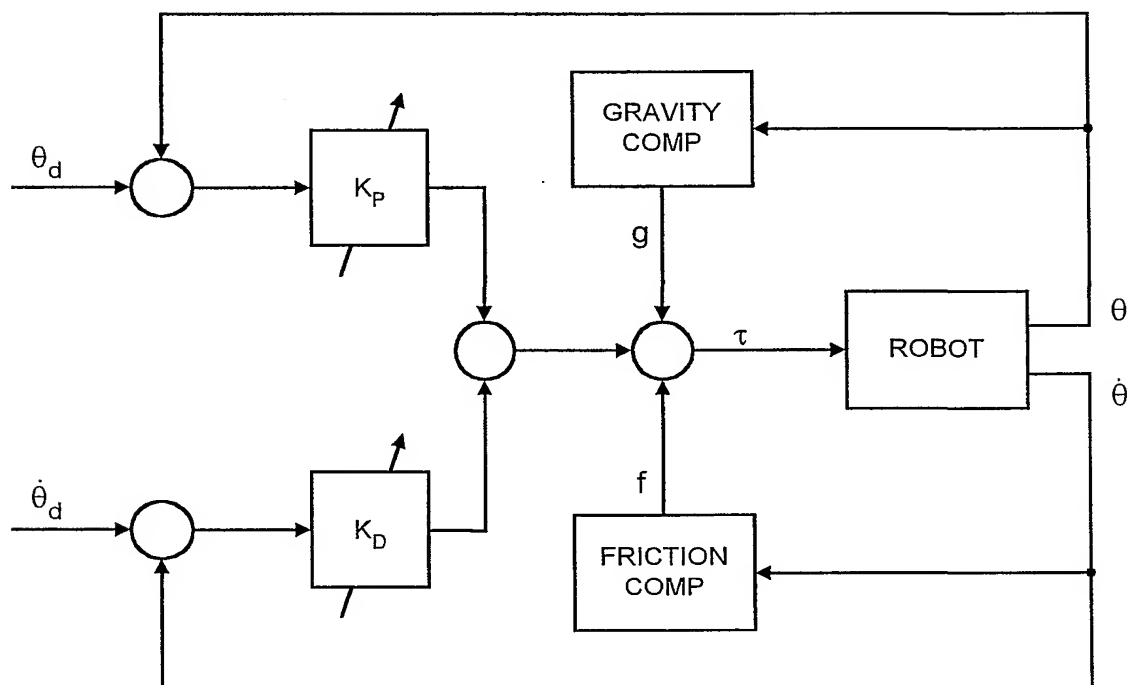 GRAVITY
COMP
θd
KP
g
θ
τ
ROBOT
θ̇
θ̇d
f
KD
FRICTION
COMP